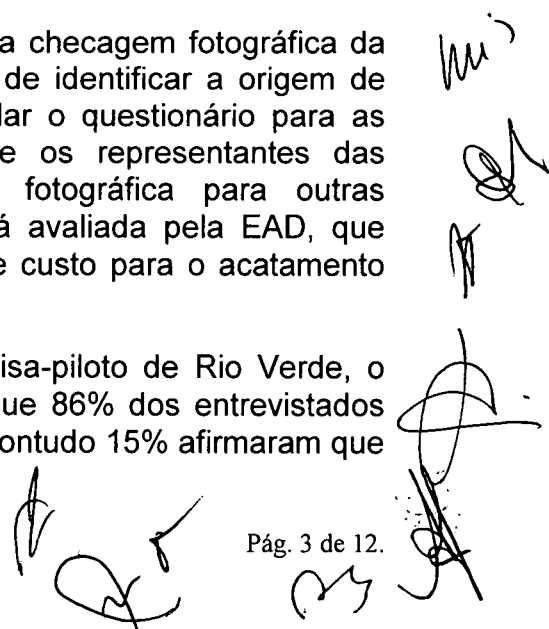 a checagem fotográfica da
de identificar a origem de
lar o questionário para as
e os representantes das
fotográfica para outras
á avaliada pela EAD, que
e custo para o acatamento
isa-piloto de Rio Verde, o
ue 86% dos entrevistados
contudo 15% afirmaram que
Pág. 3 de 12.